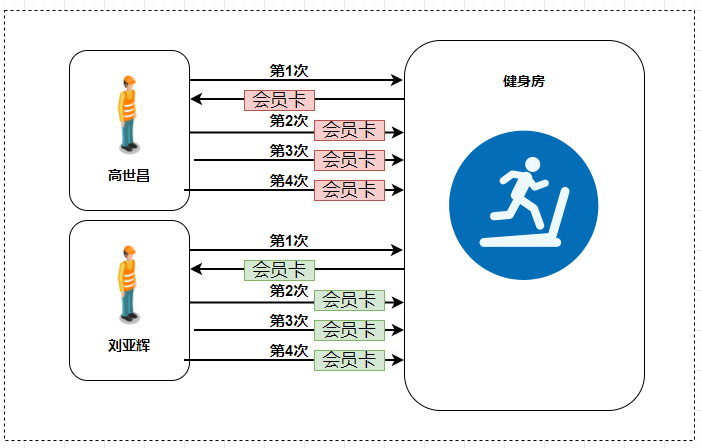 健身房
第1次
会员卡
第2次 会员卡
第3次 会员卡
第4次 会员卡
高世昌
第1次
会员卡
第2次 会员卡
第3次 会员卡
第4次 会员卡
刘亚辉